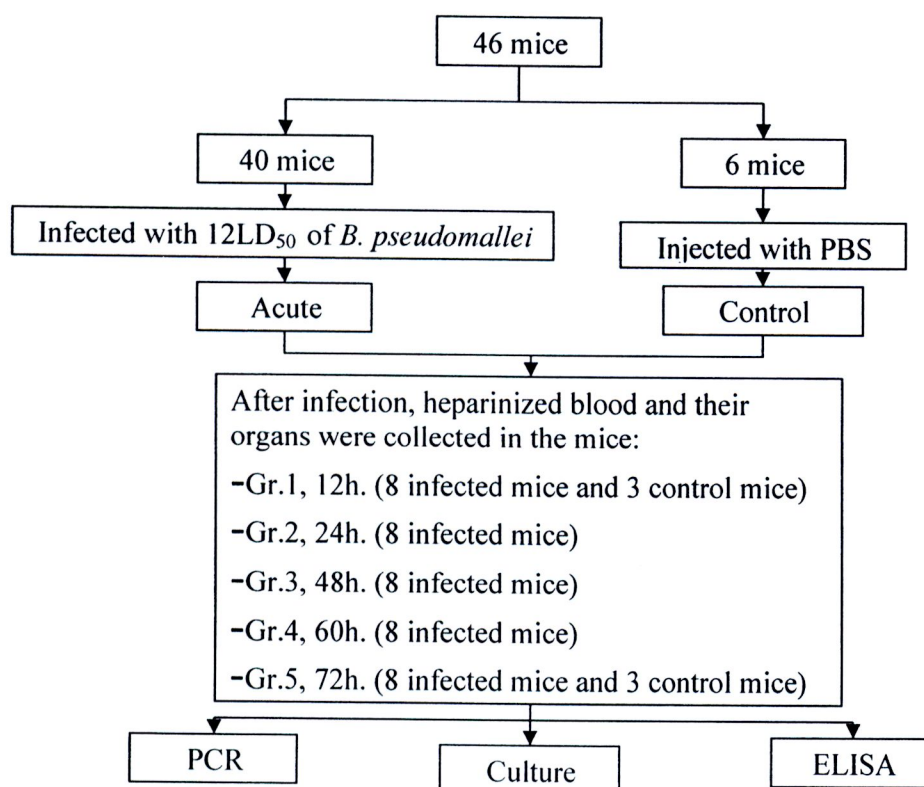 46 mice
40 mice
6 mice
Infected with 12LD₅₀ of B. pseudomallei
Injected with PBS
Acute
Control
After infection, heparinized blood and their
organs were collected in the mice:
-Gr.1, 12h. (8 infected mice and 3 control mice)
-Gr.2, 24h. (8 infected mice)
-Gr.3, 48h. (8 infected mice)
-Gr.4, 60h. (8 infected mice)
-Gr.5, 72h. (8 infected mice and 3 control mice)
PCR
Culture
ELISA